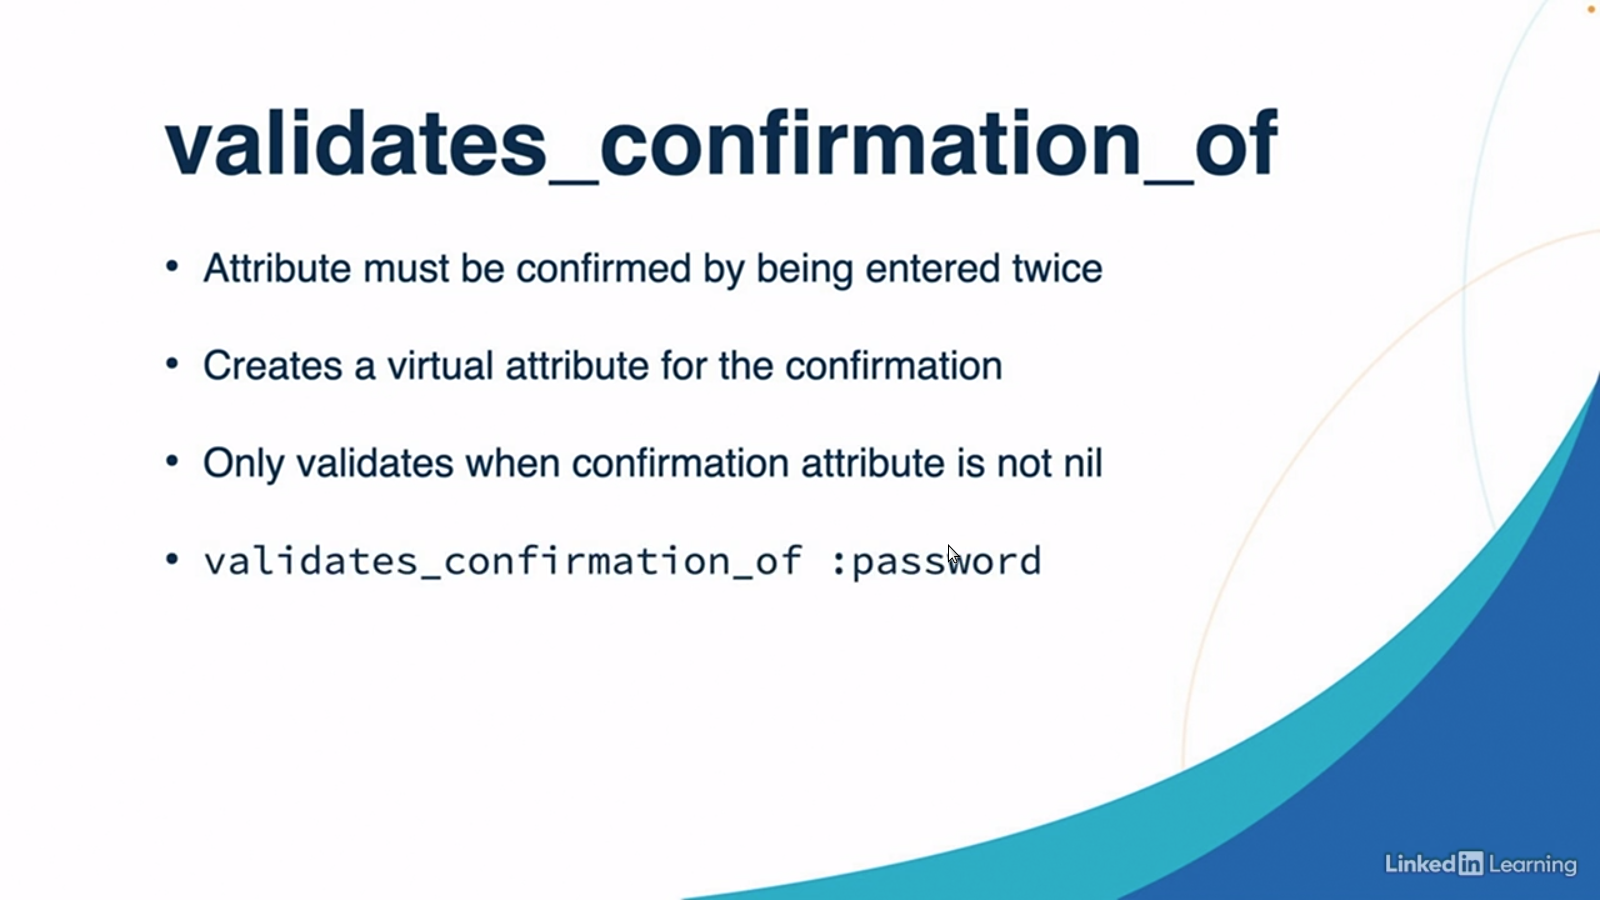 validates_confirmation_of
• Attribute must be confirmed by being entered twice
• Creates a virtual attribute for the confirmation
• Only validates when confirmation attribute is not nil
• validates_confirmation_of :password
LinkedIn Learning